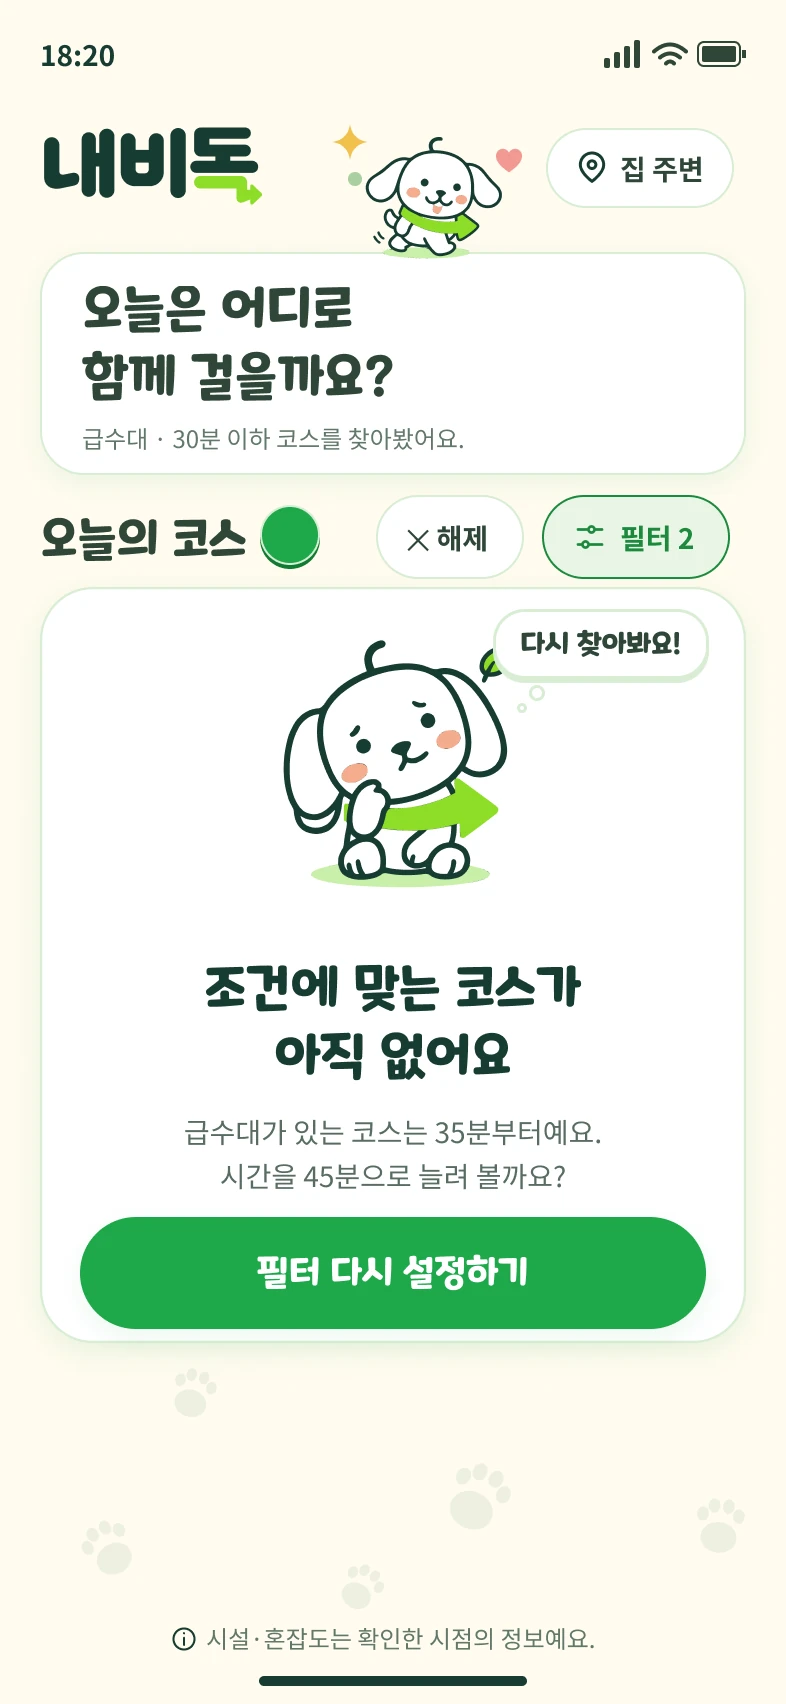 18:20
내비독
집 주변
오늘은 어디로
함께 걸을까요?
급수대 · 30분 이하 코스를 찾아봤어요.
오늘의 코스
해제
필터 2
다시 찾아봐요!
조건에 맞는 코스가
아직 없어요
급수대가 있는 코스는 35분부터예요.
시간을 45분으로 늘려 볼까요?
필터 다시 설정하기
시설·혼잡도는 확인한 시점의 정보예요.